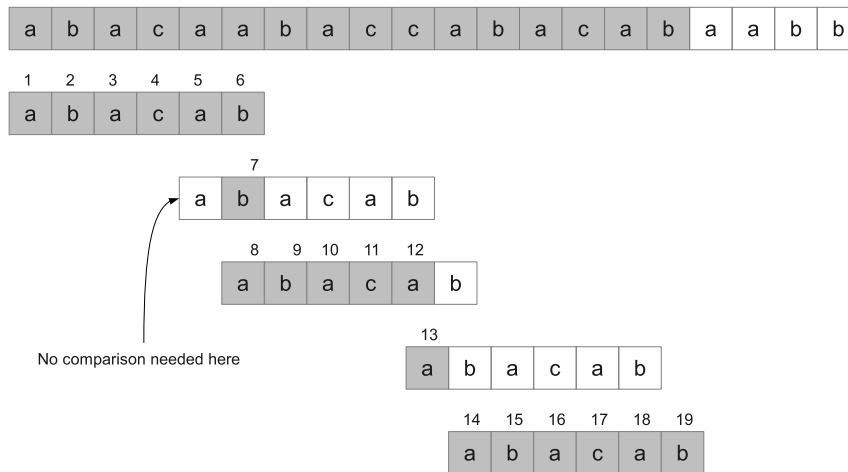 a b a c a a b a c c a b a c a b a a b b
1 2 3 4 5 6
a b a c a b
7
a b a c a b
8 9 10 11 12
a b a c a b
No comparison needed here
13
a b a c a b
14 15 16 17 18 19
a b a c a b